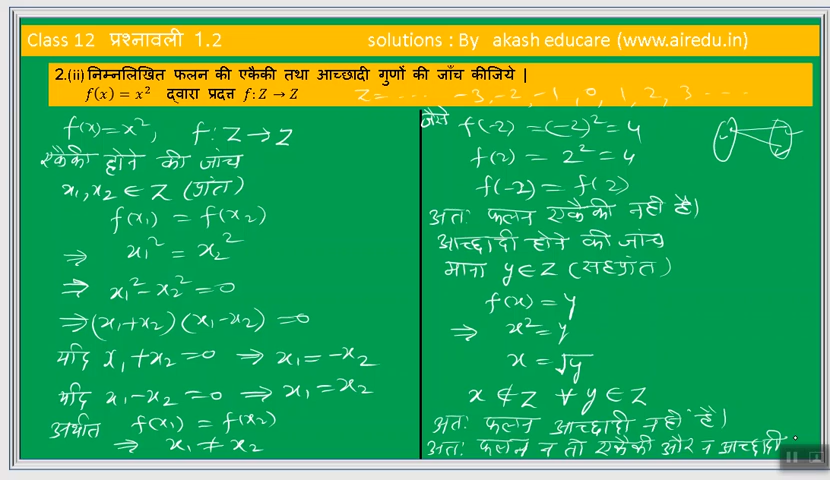 Class 12 प्रश्नावली 1.2 solutions : By akash educare (www.airedu.in)
2.(ii) निम्नलिखित फलन की एकैकी तथा आच्छादी गुणों की जाँच कीजिये |
f(x) = x² द्वारा प्रदत्त f: Z → Z
Z = ... -3, -2, -1, 0, 1, 2, 3 ...
f(x) = x², f: Z → Z
एकैकी होने की जांच
x₁, x₂ ∈ Z (प्रांत)
f(x₁) = f(x₂)
⇒ x₁² = x₂²
⇒ x₁² - x₂² = 0
⇒ (x₁ + x₂) (x₁ - x₂) = 0
यदि x₁ + x₂ = 0 ⇒ x₁ = -x₂
यदि x₁ - x₂ = 0 ⇒ x₁ = x₂
अर्थात f(x₁) = f(x₂)
⇒ x₁ ≠ x₂
जैसे f(-2) = (-2)² = 4
f(2) = 2² = 4
f(-2) = f(2)
अतः फलन एकैकी नहीं है।
आच्छादी होने की जांच
माना y ∈ Z (सहप्रांत)
f(x) = y
⇒ x² = y
x = √y
x ∉ Z ∀ y ∈ Z
अतः फलन आच्छादी नहीं है।
अतः फलन न तो एकैकी और न आच्छादी